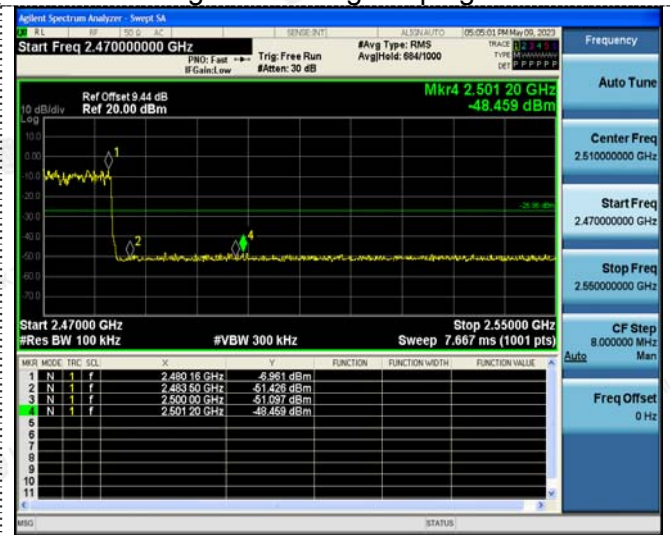 Agilent Spectrum Analyzer - Swept SA
RL RF 50 Ω AC SENSE:INT ALIGN AUTO 05:05:01 PM May 09, 2023
Start Freq 2.470000000 GHz
PNO: Fast
IFGain:Low
Trig: Free Run
#Atten: 30 dB
#Avg Type: RMS
Avg|Hold: 684/1000
TRACE 1 2 3 4 5 6
TYPE
DET P P P P P P
Ref Offset 9.44 dB
Ref 20.00 dBm
10 dB/div
Log
Mkr4 2.501 20 GHz
-48.459 dBm
10.0
0.00
-10.0
-20.0
-30.0
-40.0
-50.0
-60.0
-70.0
1
2
4
-26.96 dBm
Start 2.47000 GHz
Stop 2.55000 GHz
#Res BW 100 kHz
#VBW 300 kHz
Sweep 7.667 ms (1001 pts)
MKR MODE TRC SCL X Y FUNCTION FUNCTION WIDTH FUNCTION VALUE
1 N 1 f 2.480 16 GHz -6.961 dBm
2 N 1 f 2.483 50 GHz -51.426 dBm
3 N 1 f 2.500 00 GHz -51.097 dBm
4 N 1 f 2.501 20 GHz -48.459 dBm
5
6
7
8
9
10
11
MSG
STATUS
Frequency
Auto Tune
Center Freq
2.510000000 GHz
Start Freq
2.470000000 GHz
Stop Freq
2.550000000 GHz
CF Step
8.000000 MHz
Auto Man
Freq Offset
0 Hz